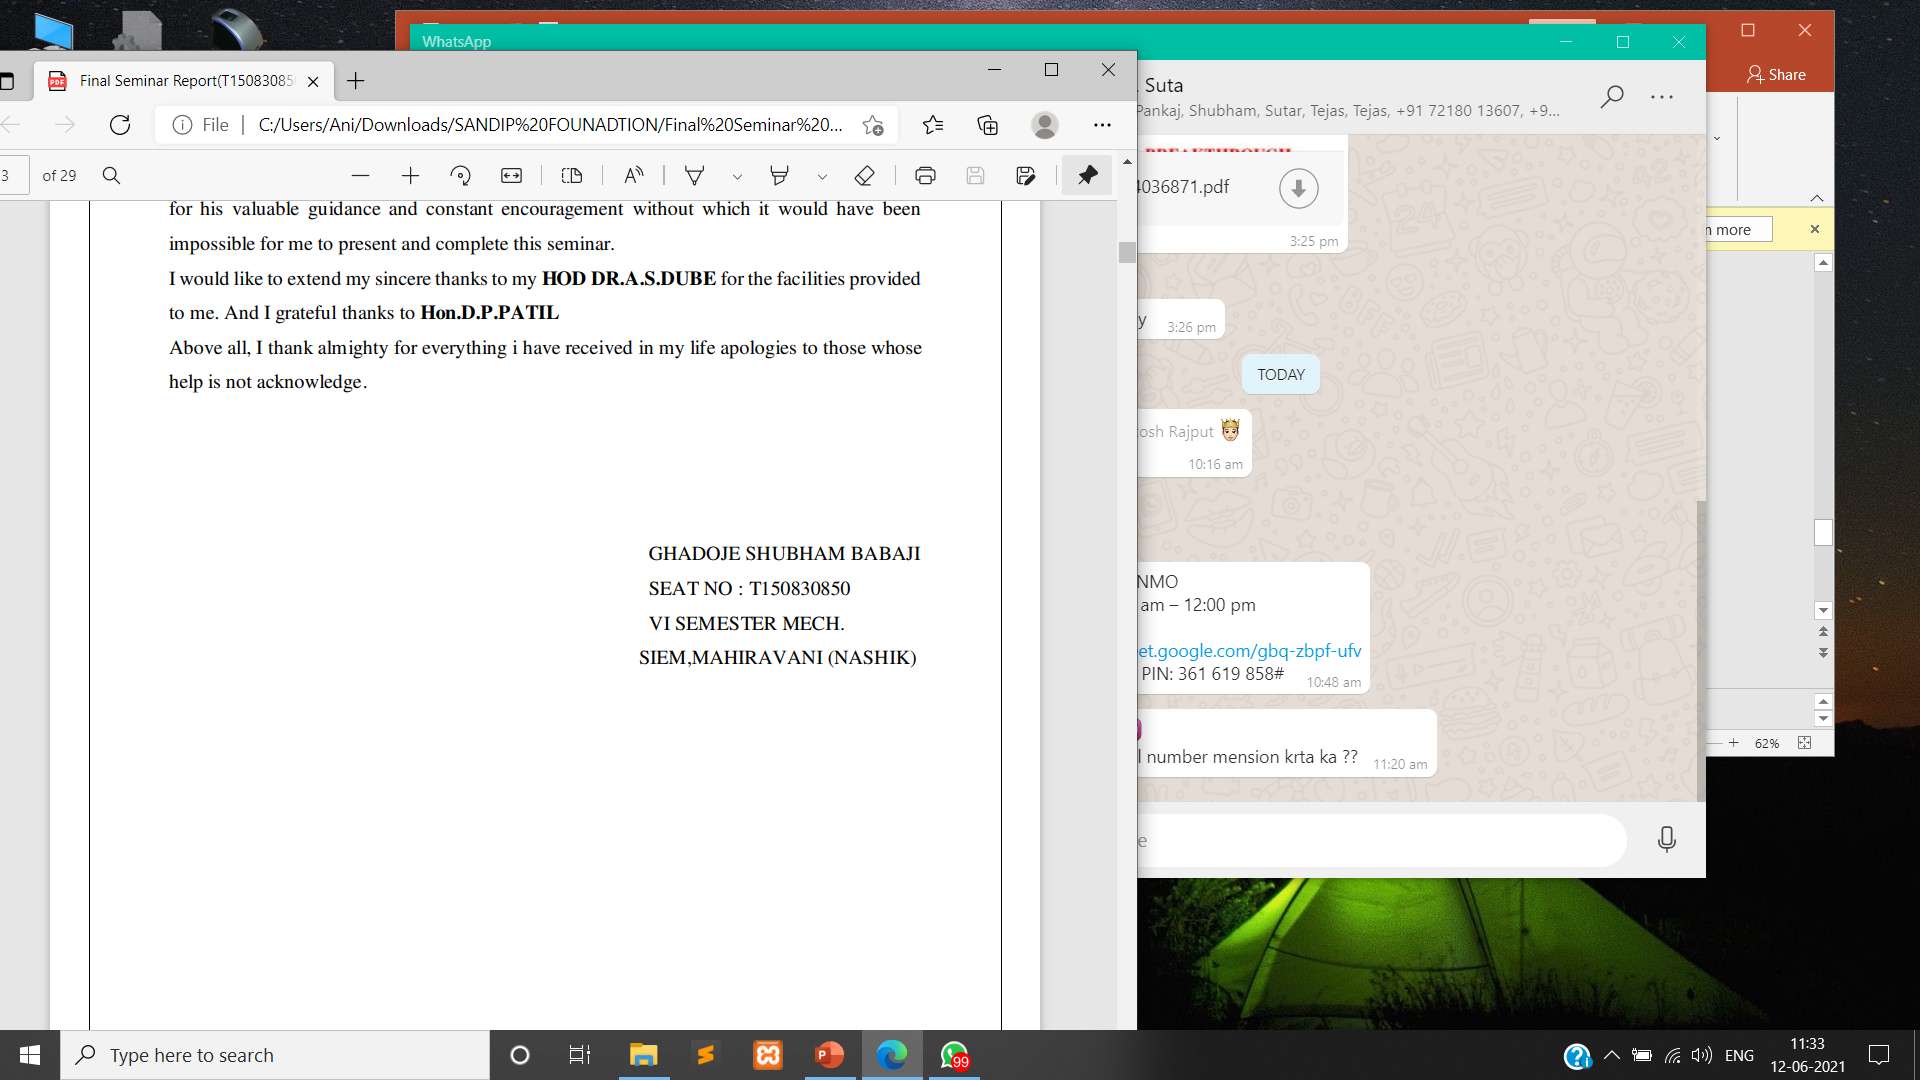 WhatsApp
Share
Final Seminar Report(T15083085
Suta
Pankaj, Shubham, Sutar, Tejas, Tejas, +91 72180 13607, +9...
File
C:/Users/Ani/Downloads/SANDIP%20FOUNADTION/Final%20Seminar%20...
3 of 29
for his valuable guidance and constant encouragement without which it would have been
impossible for me to present and complete this seminar.
I would like to extend my sincere thanks to my HOD DR.A.S.DUBE for the facilities provided
to me. And I grateful thanks to Hon.D.P.PATIL
Above all, I thank almighty for everything i have received in my life apologies to those whose
help is not acknowledge.
GHADOJE SHUBHAM BABAJI
SEAT NO : T150830850
VI SEMESTER MECH.
SIEM,MAHIRAVANI (NASHIK)
BREAKTHROUGH
4036871.pdf
3:25 pm
y
3:26 pm
TODAY
tosh Rajput
10:16 am
NMO
am – 12:00 pm
et.google.com/gbq-zbpf-ufv
PIN: 361 619 858#
10:48 am
l number mension krta ka ??
11:20 am
e
n more
62%
Type here to search
99
ENG
11:33
12-06-2021